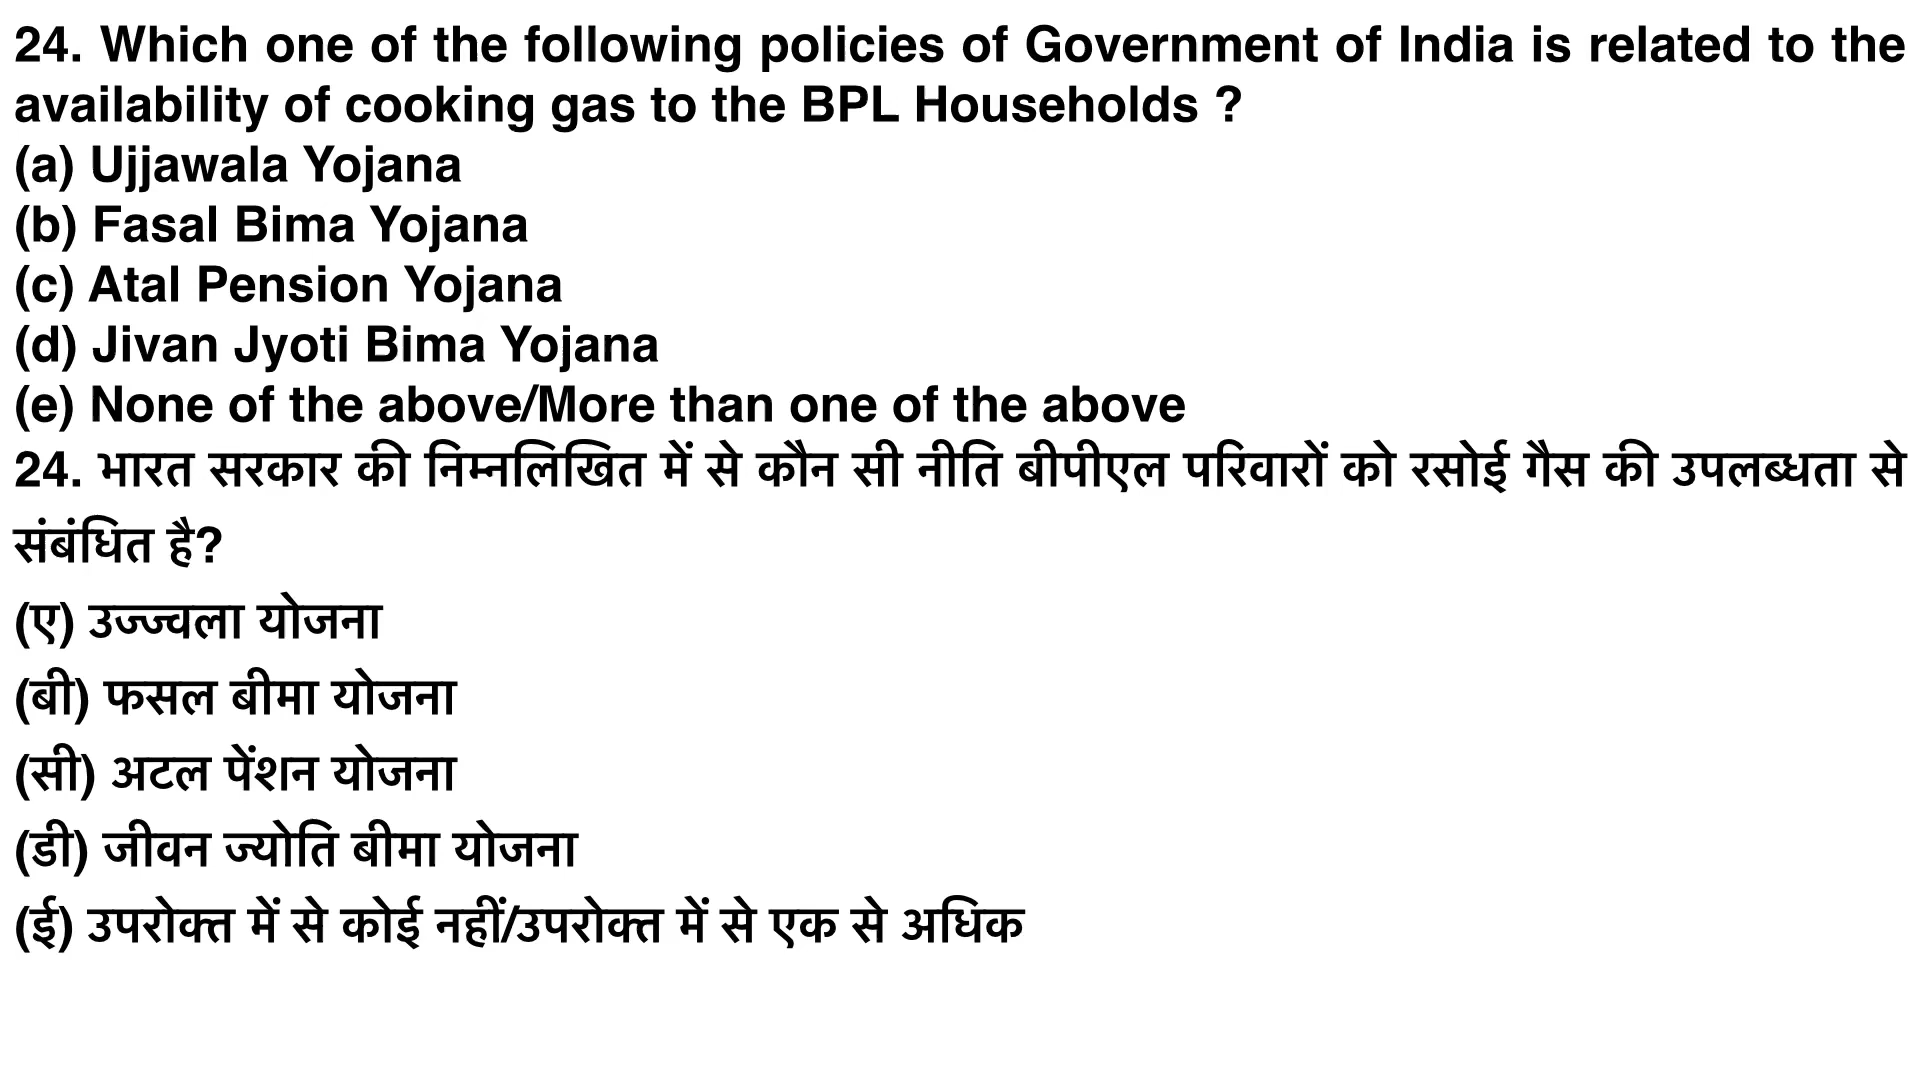 24. Which one of the following policies of Government of India is related to the
availability of cooking gas to the BPL Households ?
(a) Ujjawala Yojana
(b) Fasal Bima Yojana
(c) Atal Pension Yojana
(d) Jivan Jyoti Bima Yojana
(e) None of the above/More than one of the above
24. भारत सरकार की निम्नलिखित में से कौन सी नीति बीपीएल परिवारों को रसोई गैस की उपलब्धता से
संबंधित है?
(ए) उज्ज्वला योजना
(बी) फसल बीमा योजना
(सी) अटल पेंशन योजना
(डी) जीवन ज्योति बीमा योजना
(ई) उपरोक्त में से कोई नहीं/उपरोक्त में से एक से अधिक